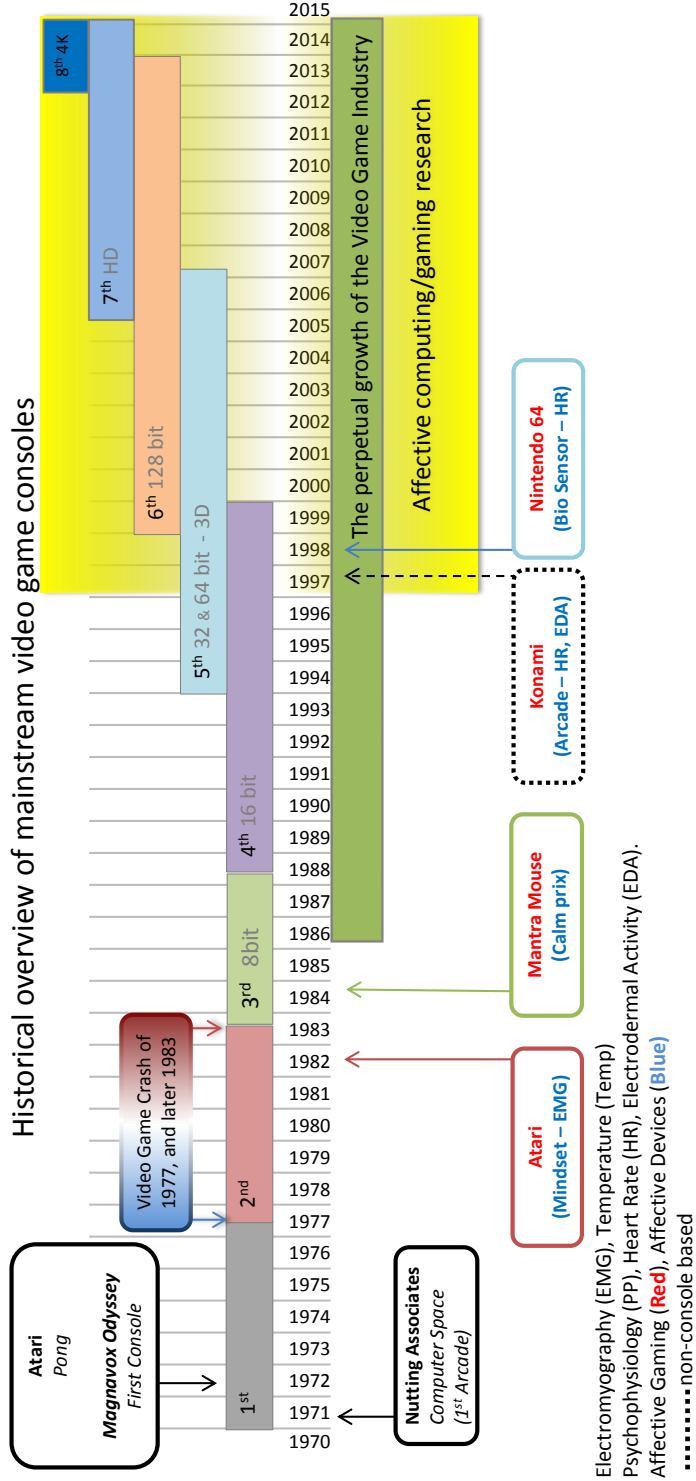 Historical overview of mainstream video game consoles
Atari
Pong
Magnavox Odyssey
First Console
Video Game Crash of
1977, and later 1983
8th 4K
7th HD
6th 128 bit
5th 32 & 64 bit - 3D
1st
2nd
3rd 8bit
4th 16 bit
1970 1971 1972 1973 1974 1975 1976 1977 1978 1979 1980 1981 1982 1983 1984 1985 1986 1987 1988 1989 1990 1991 1992 1993 1994 1995 1996 1997 1998 1999 2000 2001 2002 2003 2004 2005 2006 2007 2008 2009 2010 2011 2012 2013 2014 2015
The perpetual growth of the Video Game Industry
Affective computing/gaming research
Nutting Associates
Computer Space
(1st Arcade)
Atari
(Mindset – EMG)
Mantra Mouse
(Calm prix)
Konami
(Arcade – HR, EDA)
Nintendo 64
(Bio Sensor – HR)
Electromyography (EMG), Temperature (Temp)
Psychophysiology (PP), Heart Rate (HR), Electrodermal Activity (EDA).
Affective Gaming (Red), Affective Devices (Blue)
non-console based